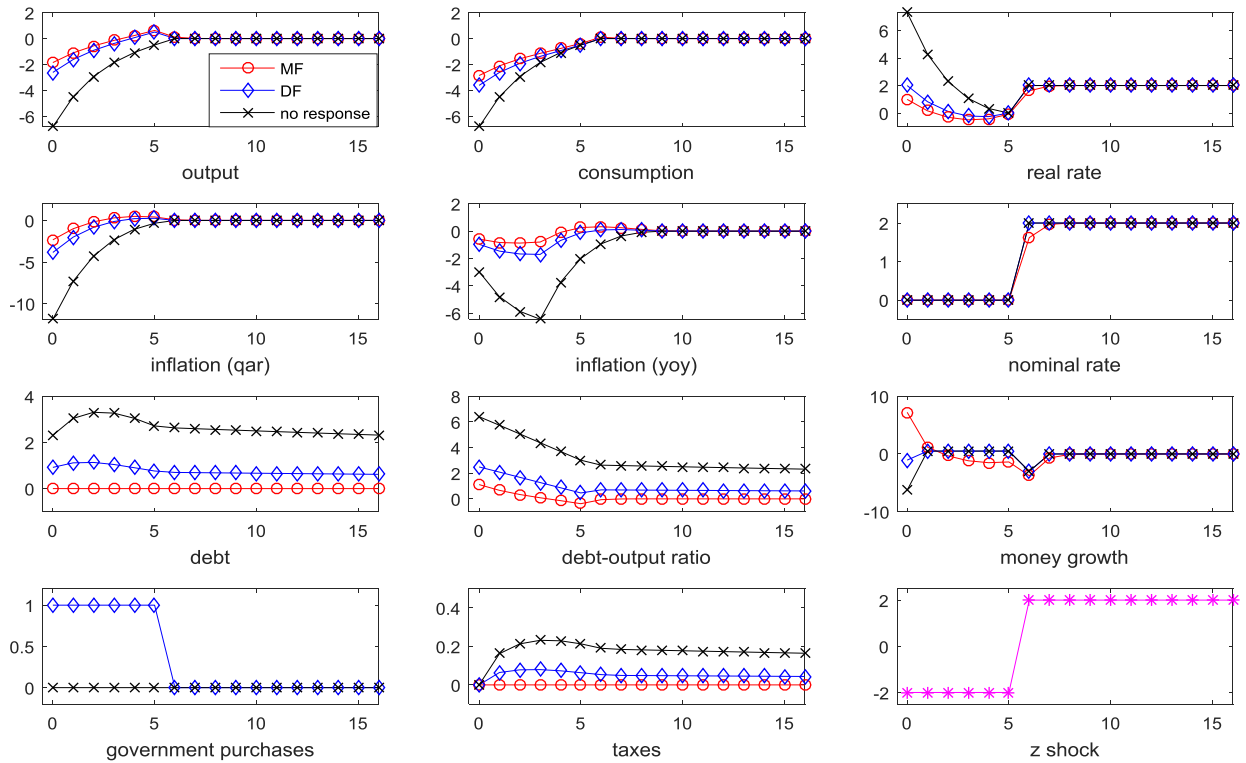 2
0
-2
-4
-6
0 5 10 15
output
MF
DF
no response
2
0
-2
-4
-6
0 5 10 15
consumption
6
4
2
0
0 5 10 15
real rate
0
-5
-10
0 5 10 15
inflation (qar)
2
0
-2
-4
-6
0 5 10 15
inflation (yoy)
2
1
0
0 5 10 15
nominal rate
4
2
0
0 5 10 15
debt
8
6
4
2
0
0 5 10 15
debt-output ratio
10
0
-10
0 5 10 15
money growth
1
0.5
0
0 5 10 15
government purchases
0.4
0.2
0
0 5 10 15
taxes
2
0
-2
0 5 10 15
z shock